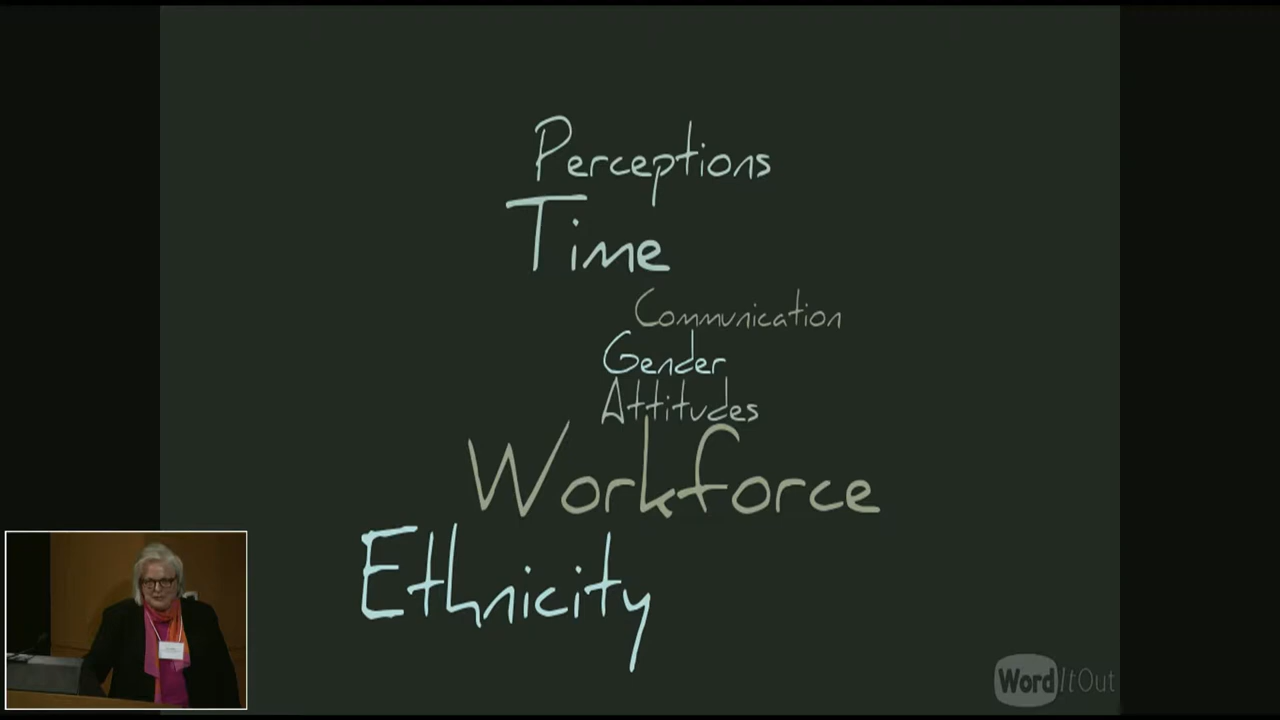 Perceptions
Time
Communication
Gender
Attitudes
Workforce
Ethnicity
WordItOut